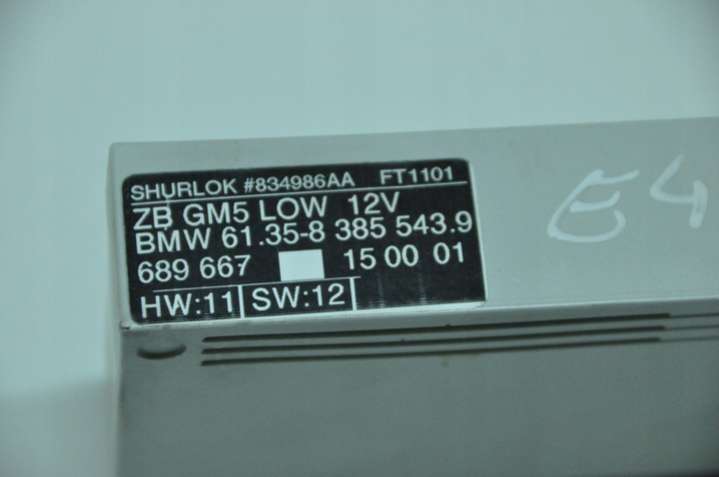 SHURLOK #834986AA FT1101
ZB GM5 LOW 12V
BMW 61.35-8 385 543.9
689 667 15 00 01
HW:11 SW:12
E4